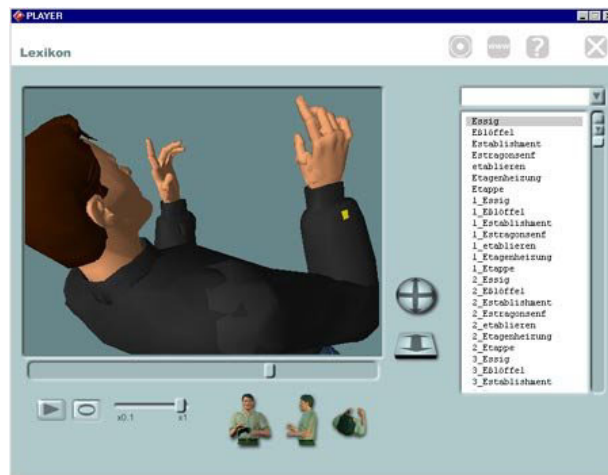 PLAYER
Lexikon
www
?
Essig
Eßlöffel
Establishment
Estragonsenf
etablieren
Etagenheizung
Etappe
1_Essig
1_Eßlöffel
1_Establishment
1_Estragonsenf
1_etablieren
1_Etagenheizung
1_Etappe
2_Essig
2_Eßlöffel
2_Establishment
2_Estragonsenf
2_etablieren
2_Etagenheizung
2_Etappe
3_Essig
3_Eßlöffel
3_Establishment
x0.1 x1